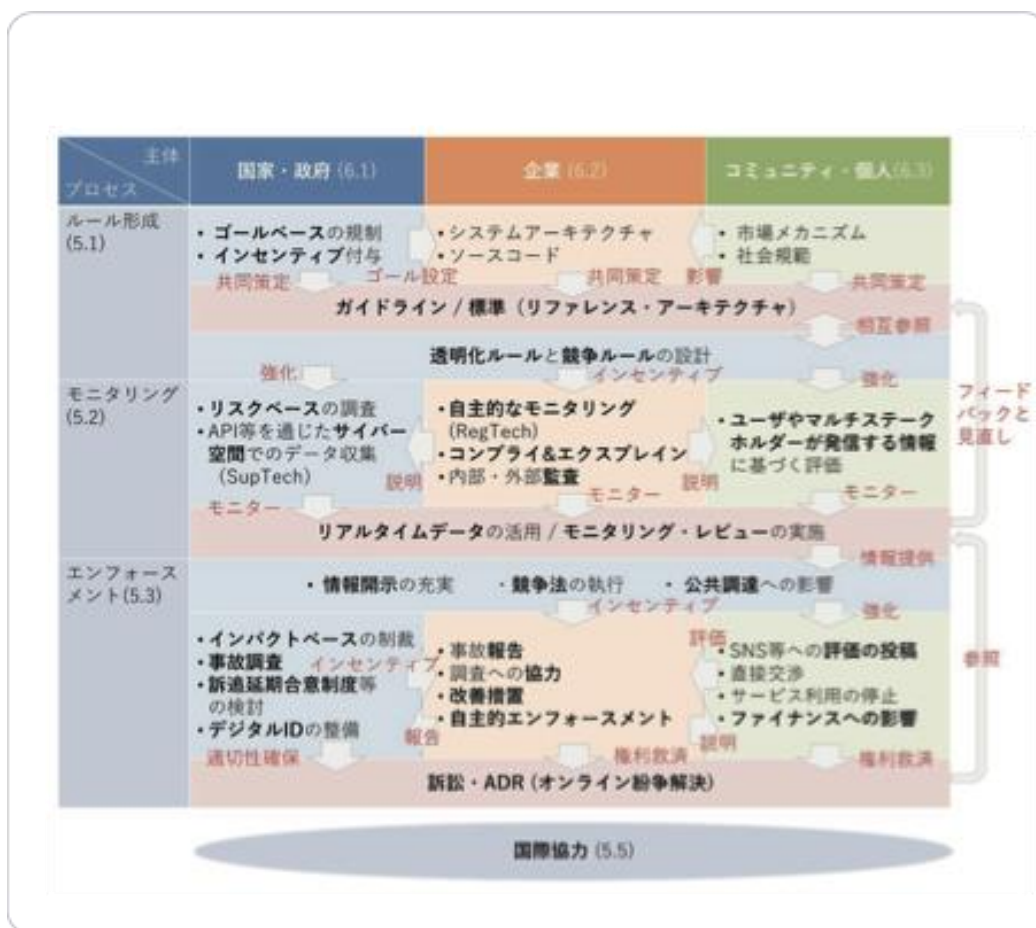 主体
プロセス
国家・政府 (6.1)
企業 (6.2)
コミュニティ・個人(6.3)
ルール形成
(5.1)
・ゴールベースの規制
・インセンティブ付与
・システムアーキテクチャ
・ソースコード
・市場メカニズム
・社会規範
共同策定
ゴール設定
共同策定
影響
共同策定
ガイドライン / 標準（リファレンス・アーキテクチャ）
相互参照
透明化ルールと競争ルールの設計
強化
インセンティブ
強化
モニタリング
(5.2)
・リスクベースの調査
・API等を通じたサイバー
空間でのデータ収集
（SupTech）
・自主的なモニタリング
(RegTech)
・コンプライ&エクスプレイン
・内部・外部監査
・ユーザやマルチステーク
ホルダーが発信する情報
に基づく評価
説明
説明
モニター
モニター
モニター
フィード
バックと
見直し
リアルタイムデータの活用 / モニタリング・レビューの実施
情報提供
エンフォース
メント(5.3)
・情報開示の充実
・競争法の執行
・公共調達への影響
インセンティブ
強化
・インパクトベースの制裁
・事故調査
・訴追延期合意制度等
の検討
・デジタルIDの整備
インセンティブ
・事故報告
・調査への協力
・改善措置
・自主的エンフォースメント
評価
・SNS等への評価の投稿
・直接交渉
・サービス利用の停止
・ファイナンスへの影響
参照
適切性確保
報告
権利救済
説明
権利救済
訴訟・ADR (オンライン紛争解決)
国際協力 (5.5)